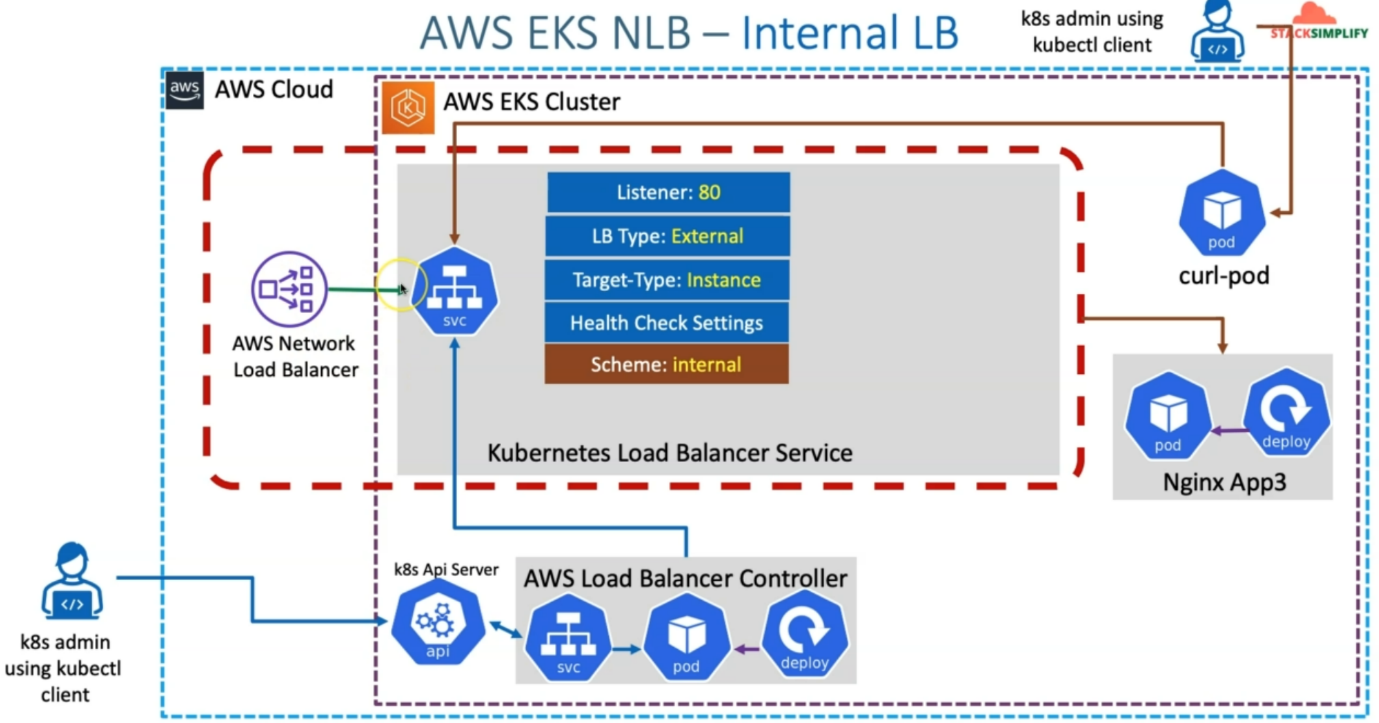 AWS EKS NLB – Internal LB
k8s admin using
kubectl client
STACKSIMPLIFY
aws
AWS Cloud
AWS EKS Cluster
K
Listener: 80
LB Type: External
Target-Type: Instance
Health Check Settings
Scheme: internal
svc
AWS Network
Load Balancer
Kubernetes Load Balancer Service
pod
curl-pod
pod
deploy
Nginx App3
k8s admin
using kubectl
client
k8s Api Server
api
AWS Load Balancer Controller
svc
pod
deploy